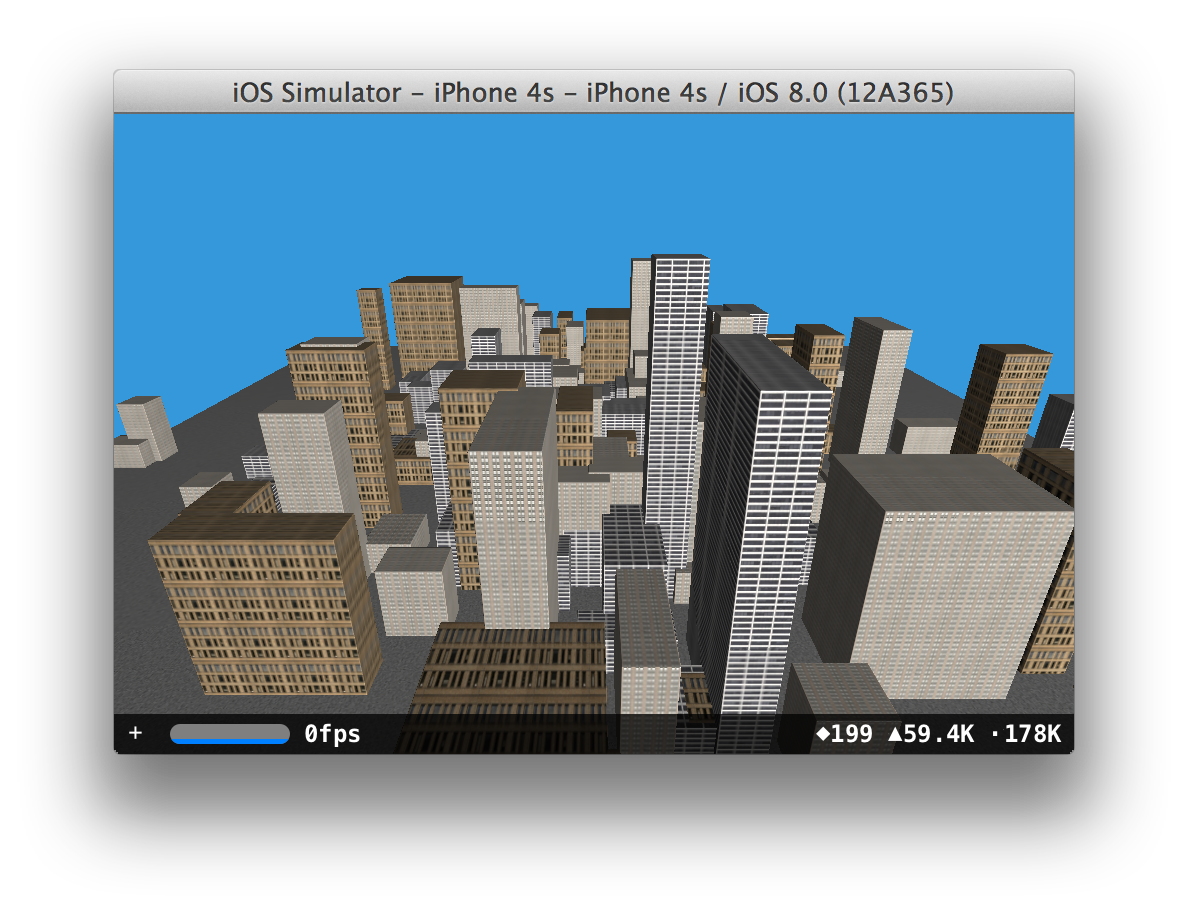 iOS Simulator – iPhone 4s – iPhone 4s / iOS 8.0 (12A365)
+ 0fps ◆199 ▲59.4K ·178K